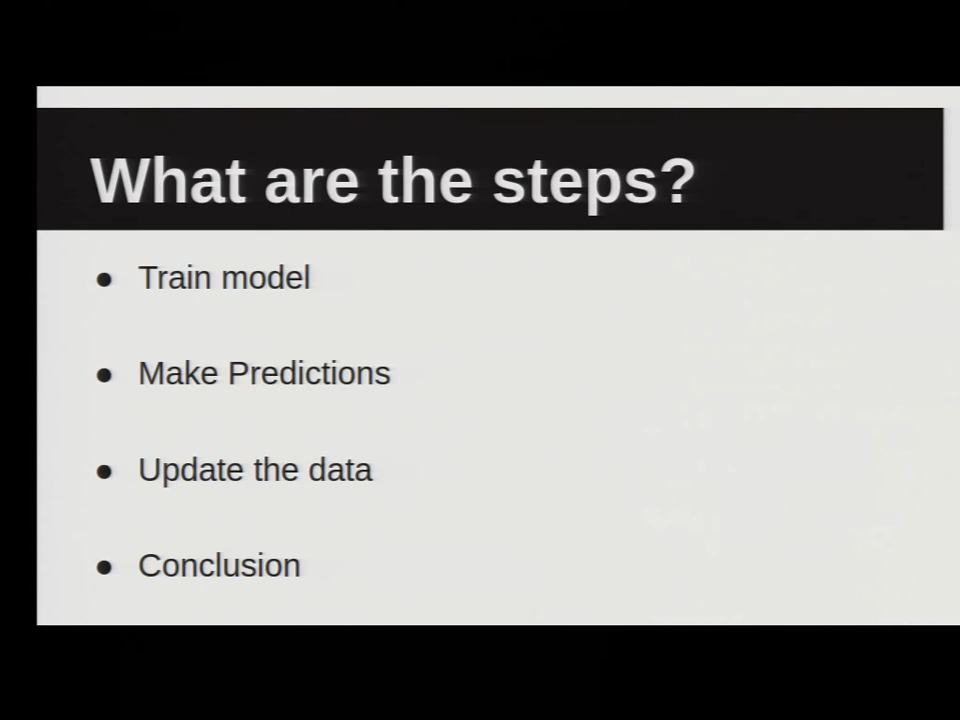 What are the steps?
● Train model
● Make Predictions
● Update the data
● Conclusion